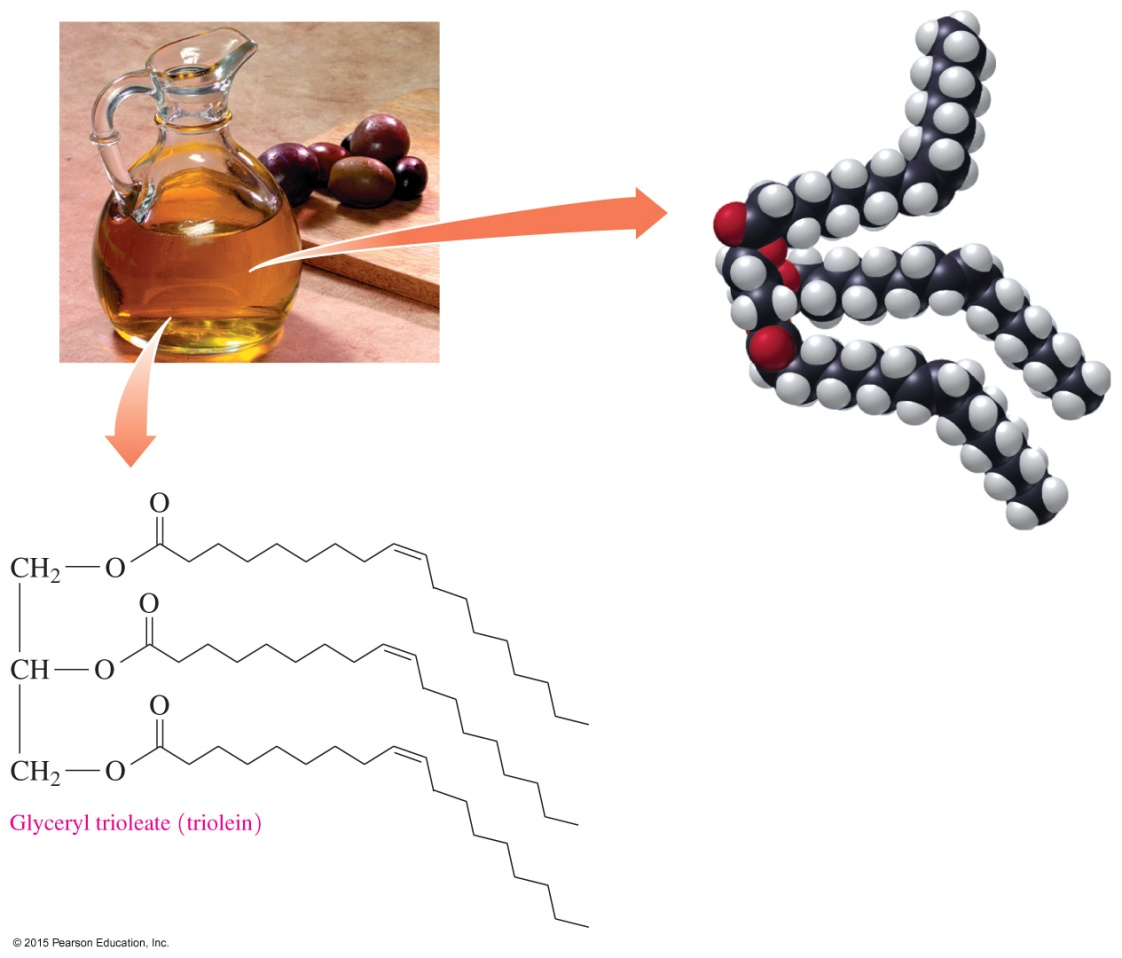 O
CH₂—O
O
CH—O
O
CH₂—O
Glyceryl trioleate (triolein)
© 2015 Pearson Education, Inc.